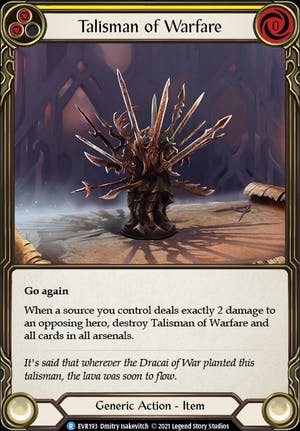 Talisman of Warfare
0
Go again
When a source you control deals exactly 2 damage to
an opposing hero, destroy Talisman of Warfare and
all cards in all arsenals.
It's said that wherever the Dracai of War planted this
talisman, the lava was soon to flow.
Generic Action - Item
R EVR193 Dmitry Isakevitch © 2021 Legend Story Studios